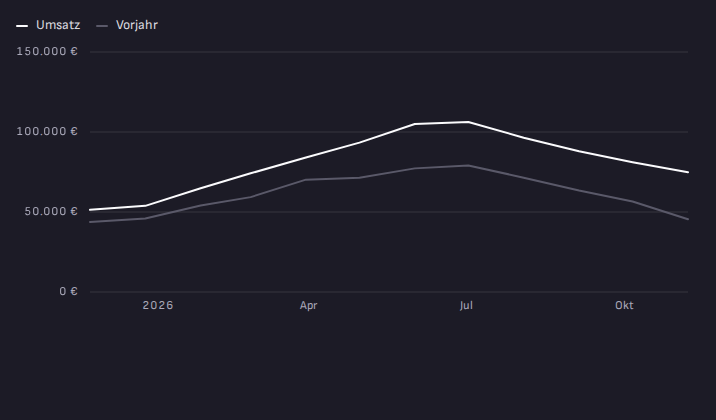 Umsatz Vorjahr
150.000 €
100.000 €
50.000 €
0 €
2026 Apr Jul Okt